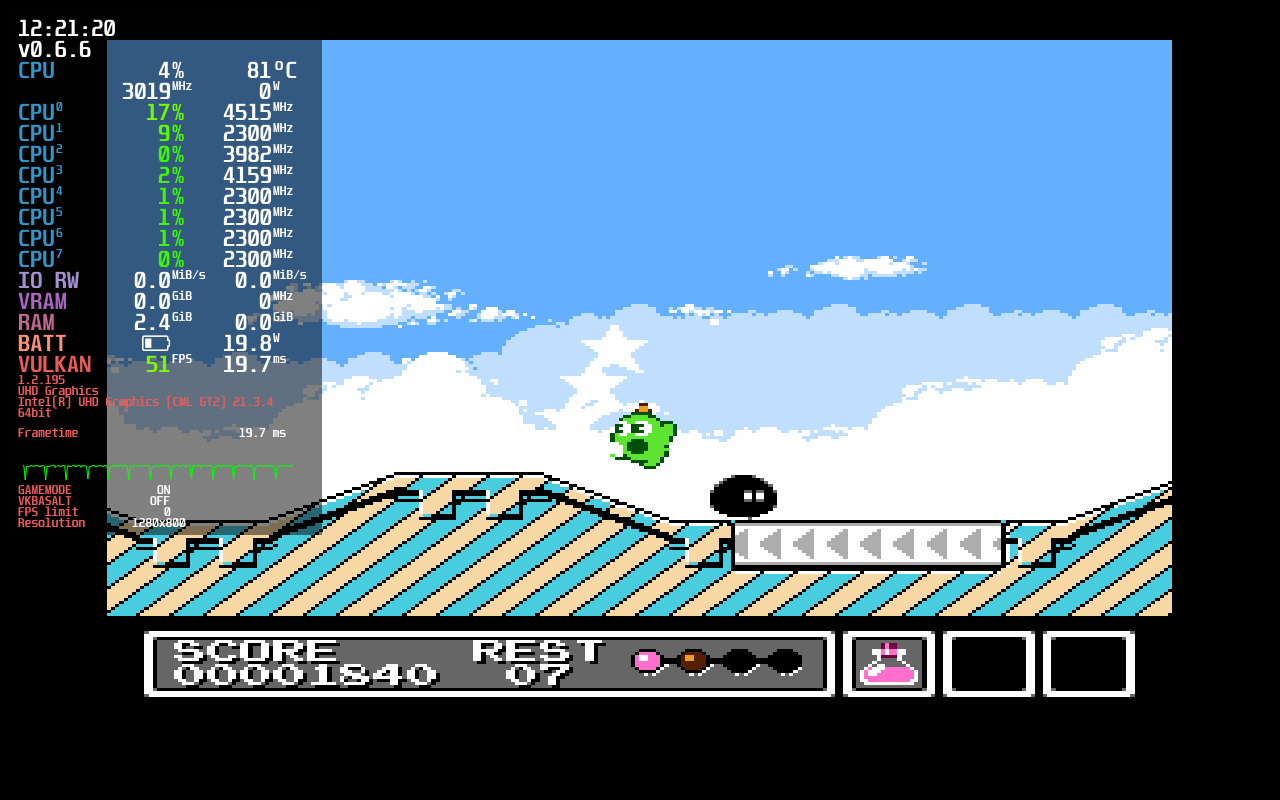 12:21:20
v0.6.6
CPU 4% 81°C
3019MHz 0W
CPU0 17% 4515MHz
CPU1 9% 2300MHz
CPU2 0% 3982MHz
CPU3 2% 4159MHz
CPU4 1% 2300MHz
CPU5 1% 2300MHz
CPU6 1% 2300MHz
CPU7 0% 2300MHz
IO RW 0.0MiB/s 0.0MiB/s
VRAM 0.0GiB 0MHz
RAM 2.4GiB 0.0GiB
BATT 19.8W
VULKAN 51FPS 19.7ms
1.2.195
UHD Graphics
Intel(R) UHD Graphics (CML GT2) 21.3.4
64bit
Frametime 19.7 ms
GAMEMODE ON
VKBASALT OFF
FPS limit 0
Resolution 1280x800
SCORE REST
00001840 07